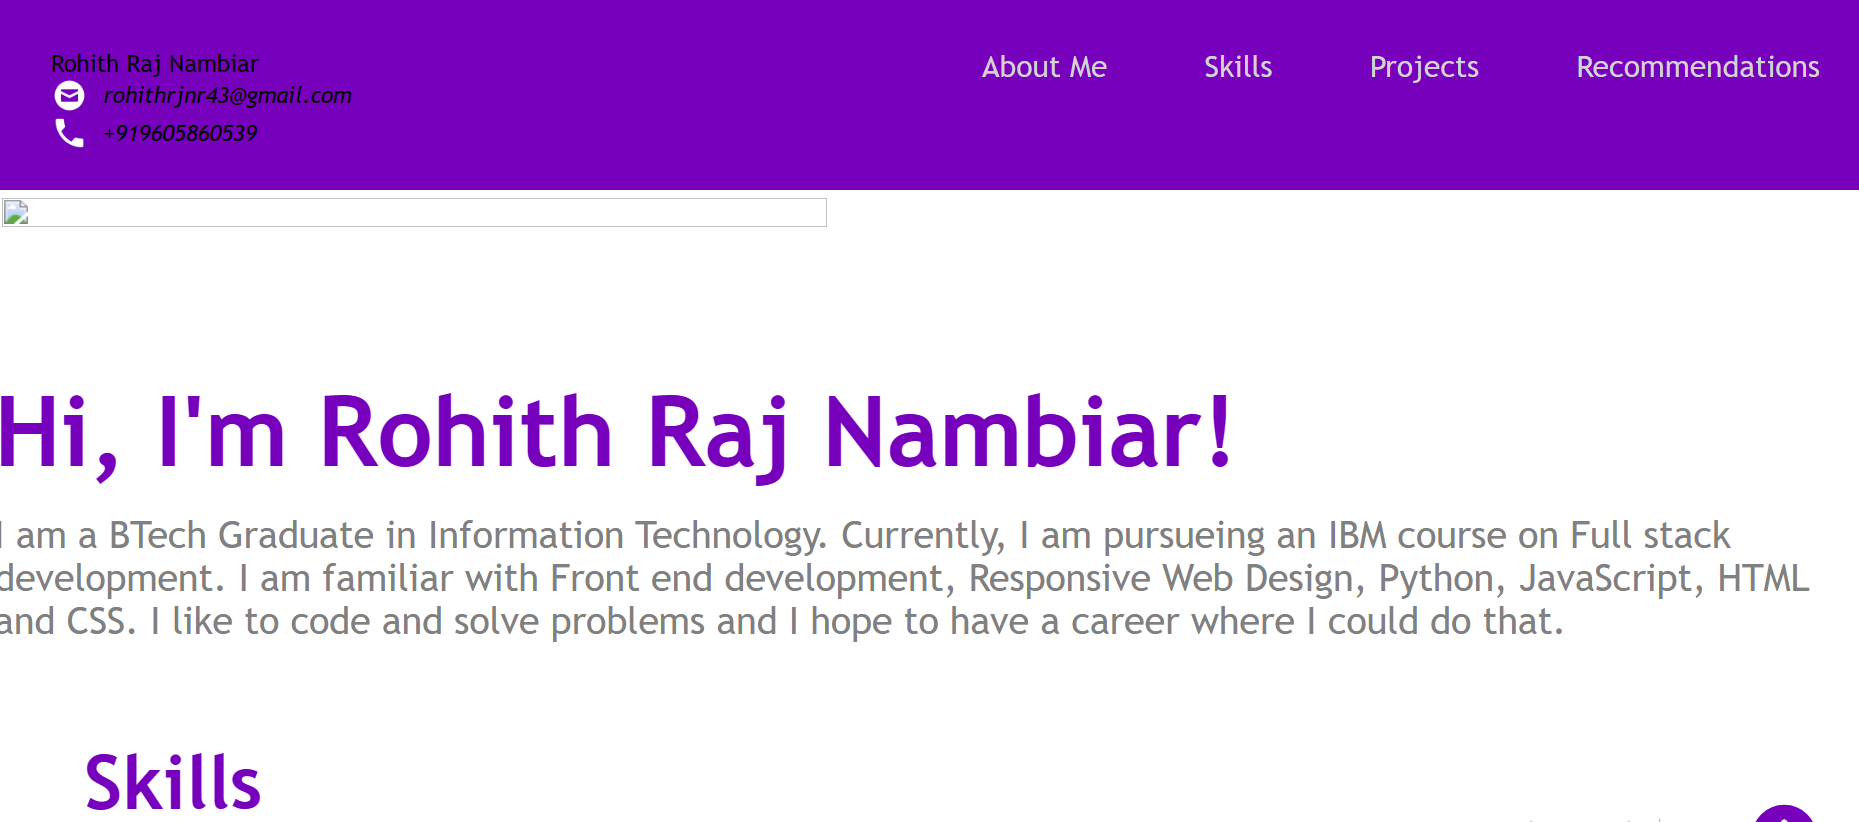 Rohith Raj Nambiar
rohithrjnr43@gmail.com
+919605860539
About Me Skills Projects Recommendations
Hi, I'm Rohith Raj Nambiar!
I am a BTech Graduate in Information Technology. Currently, I am pursueing an IBM course on Full stack
development. I am familiar with Front end development, Responsive Web Design, Python, JavaScript, HTML
and CSS. I like to code and solve problems and I hope to have a career where I could do that.
Skills